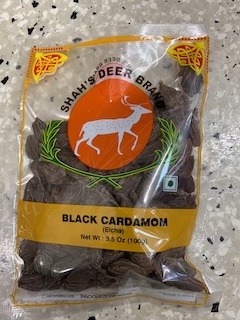 SHAH'S DEER BRAND
BLACK CARDAMOM
(Elcha)
Net Wt : 3.5 Oz (100g)